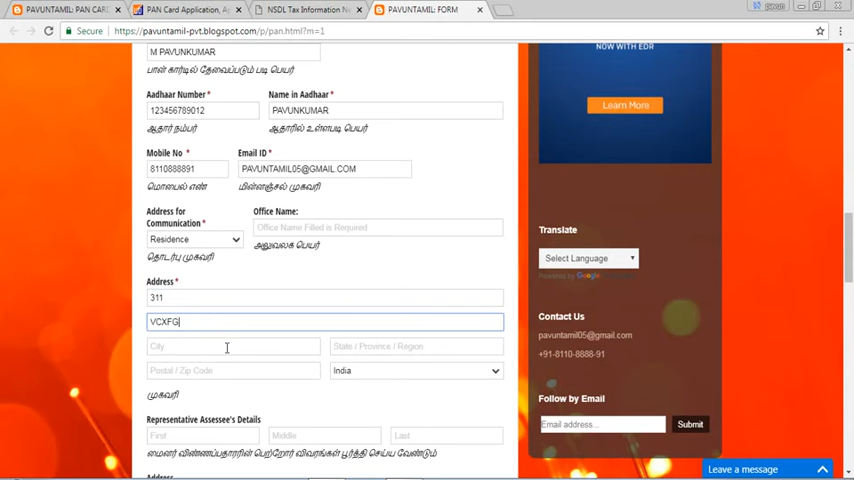 PAVUNTAMIL: PAN CARD
PAN Card Application, Ap
NSDL Tax Information Ne
PAVUNTAMIL: FORM
Secure
https://pavuntamil-pvt.blogspot.com/p/pan.html?m=1
M PAVUNKUMAR
பான் கார்டில் தேவைப்படும் படி பெயர்
Aadhaar Number * Name in Aadhaar *
123456789012 PAVUNKUMAR
ஆதார் நம்பர் ஆதாரில் உள்ளபடி பெயர்
Mobile No * Email ID *
8110888891 PAVUNTAMIL05@GMAIL.COM
மொபைல் எண் மின்னஞ்சல் முகவரி
Address for
Communication * Office Name:
Residence Office Name Filled is Required
தொடர்பு முகவரி அலுவலக பெயர்
Address *
311
VCXFG
City State / Province / Region
Postal / Zip Code India
முகவரி
Representative Assessee's Details
First Middle Last
மைனர் விண்ணப்பதாரரின் பெற்றோர் விவரங்கள் பூர்த்தி செய்ய வேண்டும்
Address
NOW WITH EDR
Learn More
Translate
Select Language
Powered by Google
Contact Us
pavuntamil05@gmail.com
+91-8110-8888-91
Follow by Email
Email address... Submit
Leave a message